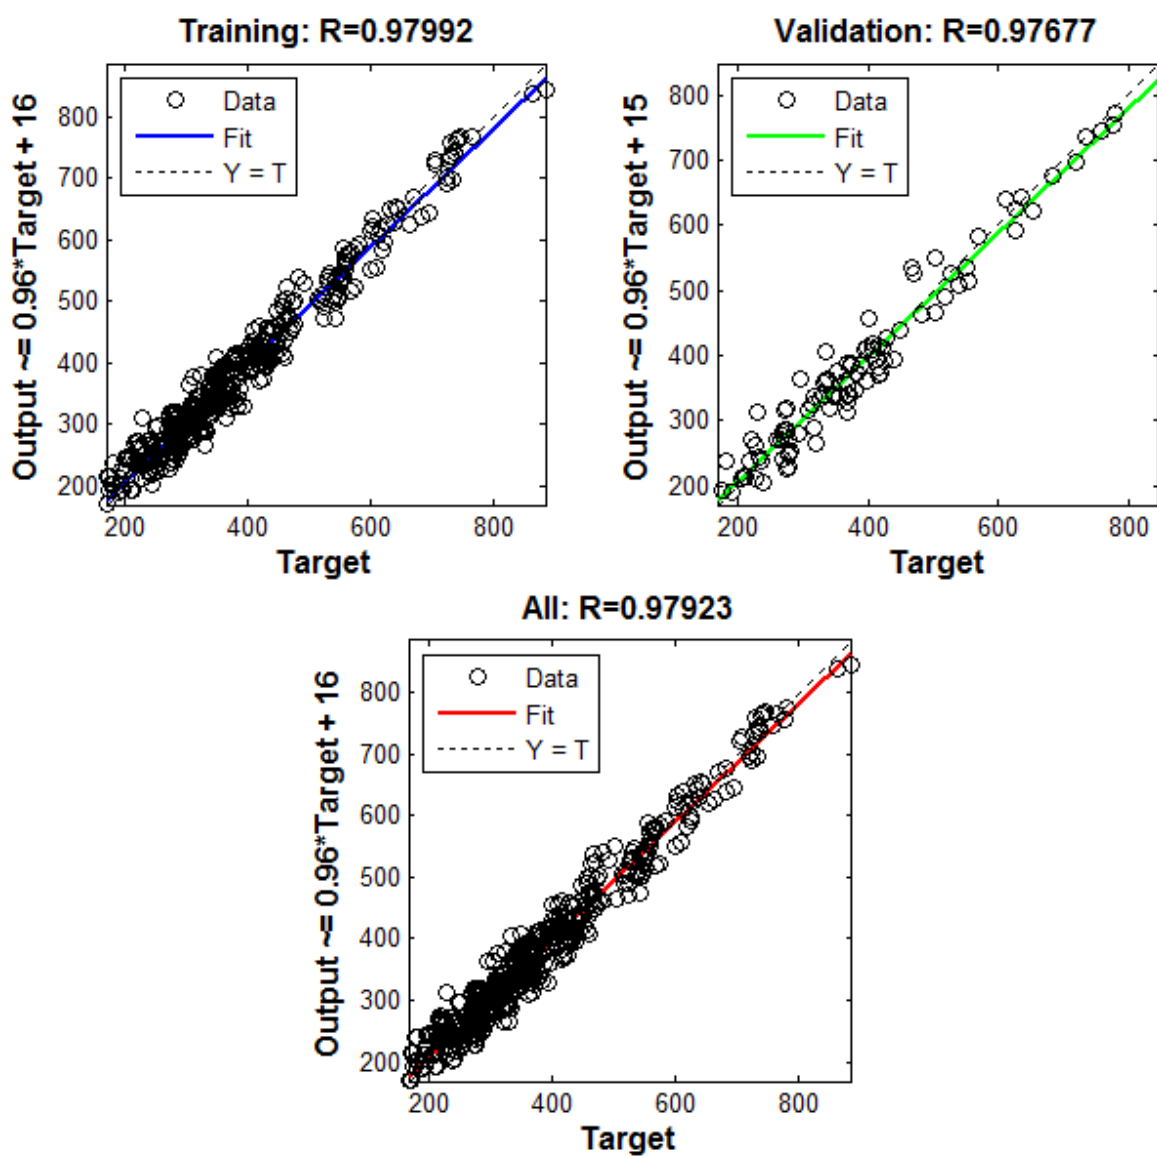 Training: R=0.97992
Output ~= 0.96*Target + 16
Data
Fit
Y = T
800
700
600
500
400
300
200
200 400 600 800
Target
Validation: R=0.97677
Output ~= 0.96*Target + 15
Data
Fit
Y = T
800
700
600
500
400
300
200
200 400 600 800
Target
All: R=0.97923
Output ~= 0.96*Target + 16
Data
Fit
Y = T
800
700
600
500
400
300
200
200 400 600 800
Target